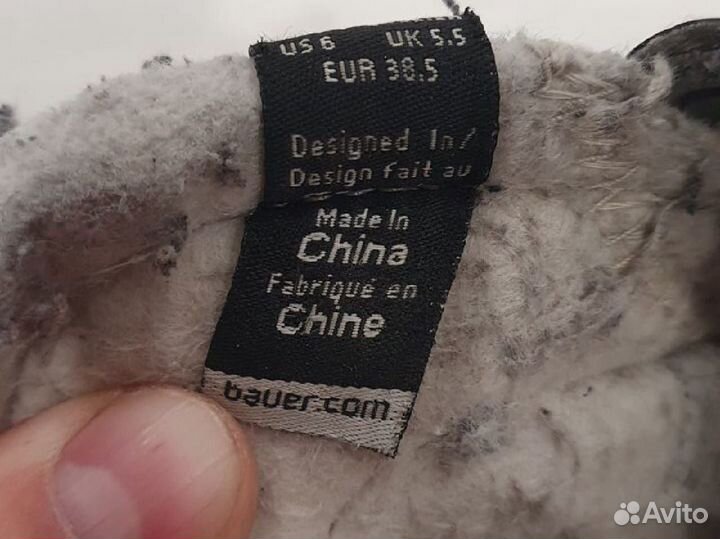 US 6 UK 5.5
EUR 38.5
Designed In/
Design fait au
Made In
China
Fabriqué en
Chine
bauer.com
Avito